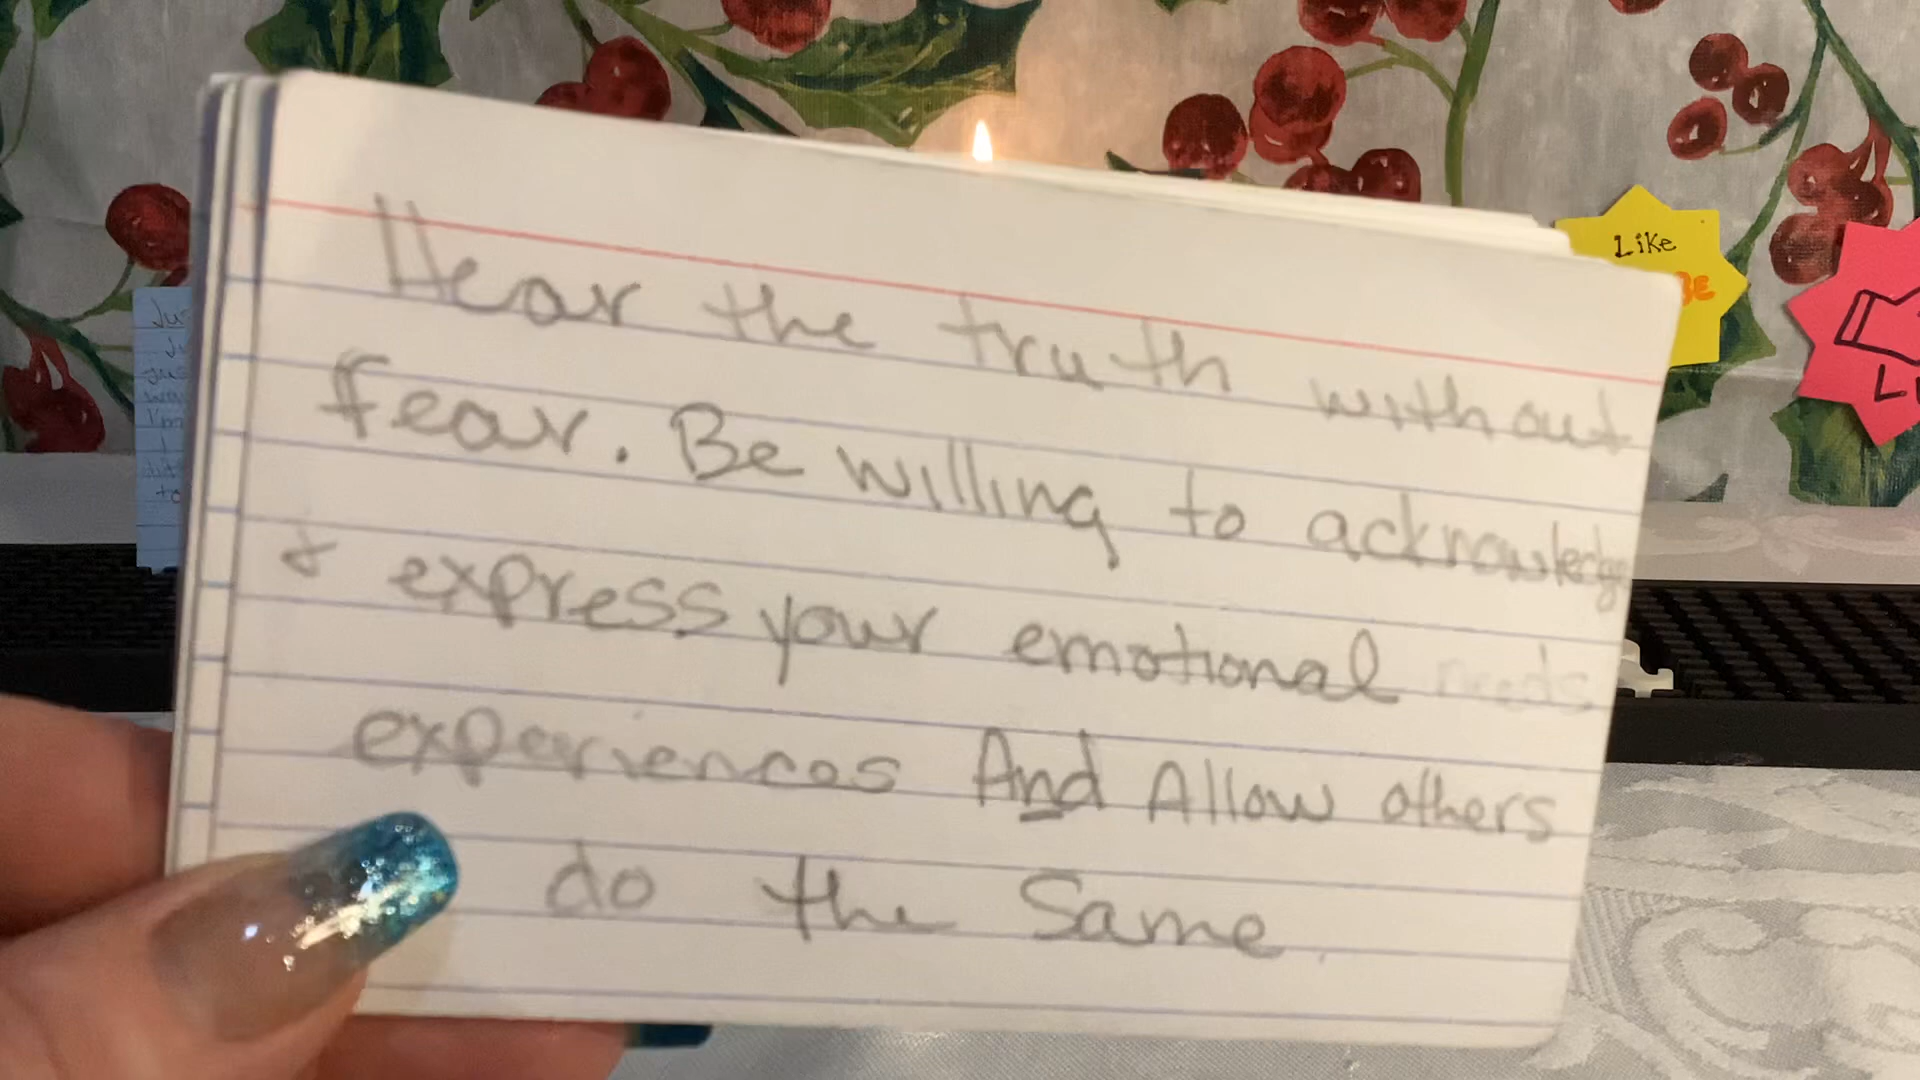 Hear the truth without
fear. Be willing to acknowledge
& express your emotional needs
experiences And Allow others
do the same.
Like
BE